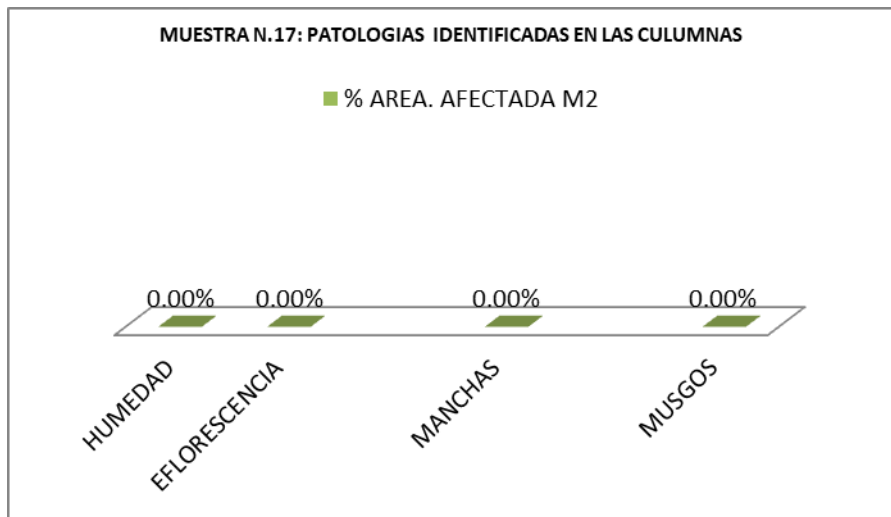 MUESTRA N.17: PATOLOGIAS IDENTIFICADAS EN LAS CULUMNAS
% AREA. AFECTADA M2
0.00% 0.00% 0.00% 0.00%
HUMEDAD
EFLORESCENCIA
MANCHAS
MUSGOS